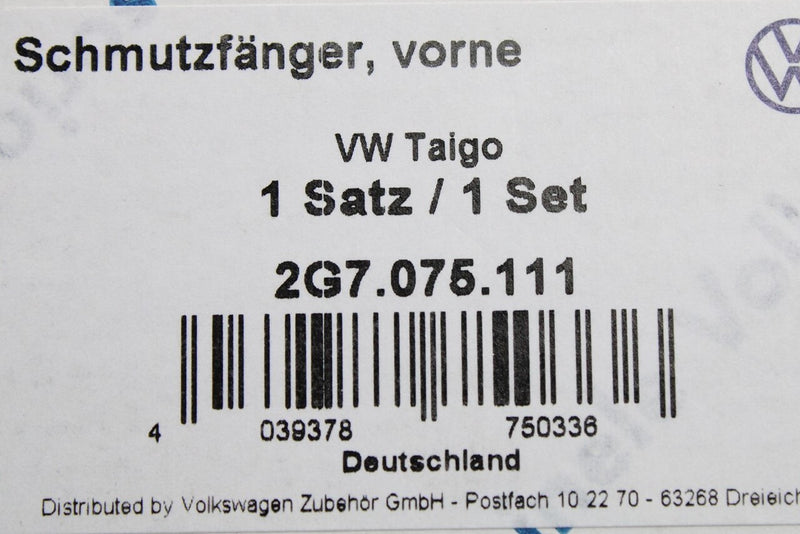 Schmutzfänger, vorne
VW Taigo
1 Satz / 1 Set
2G7.075.111
4 039378 750336
Deutschland
Distributed by Volkswagen Zubehör GmbH - Postfach 10 22 70 - 63268 Dreieich